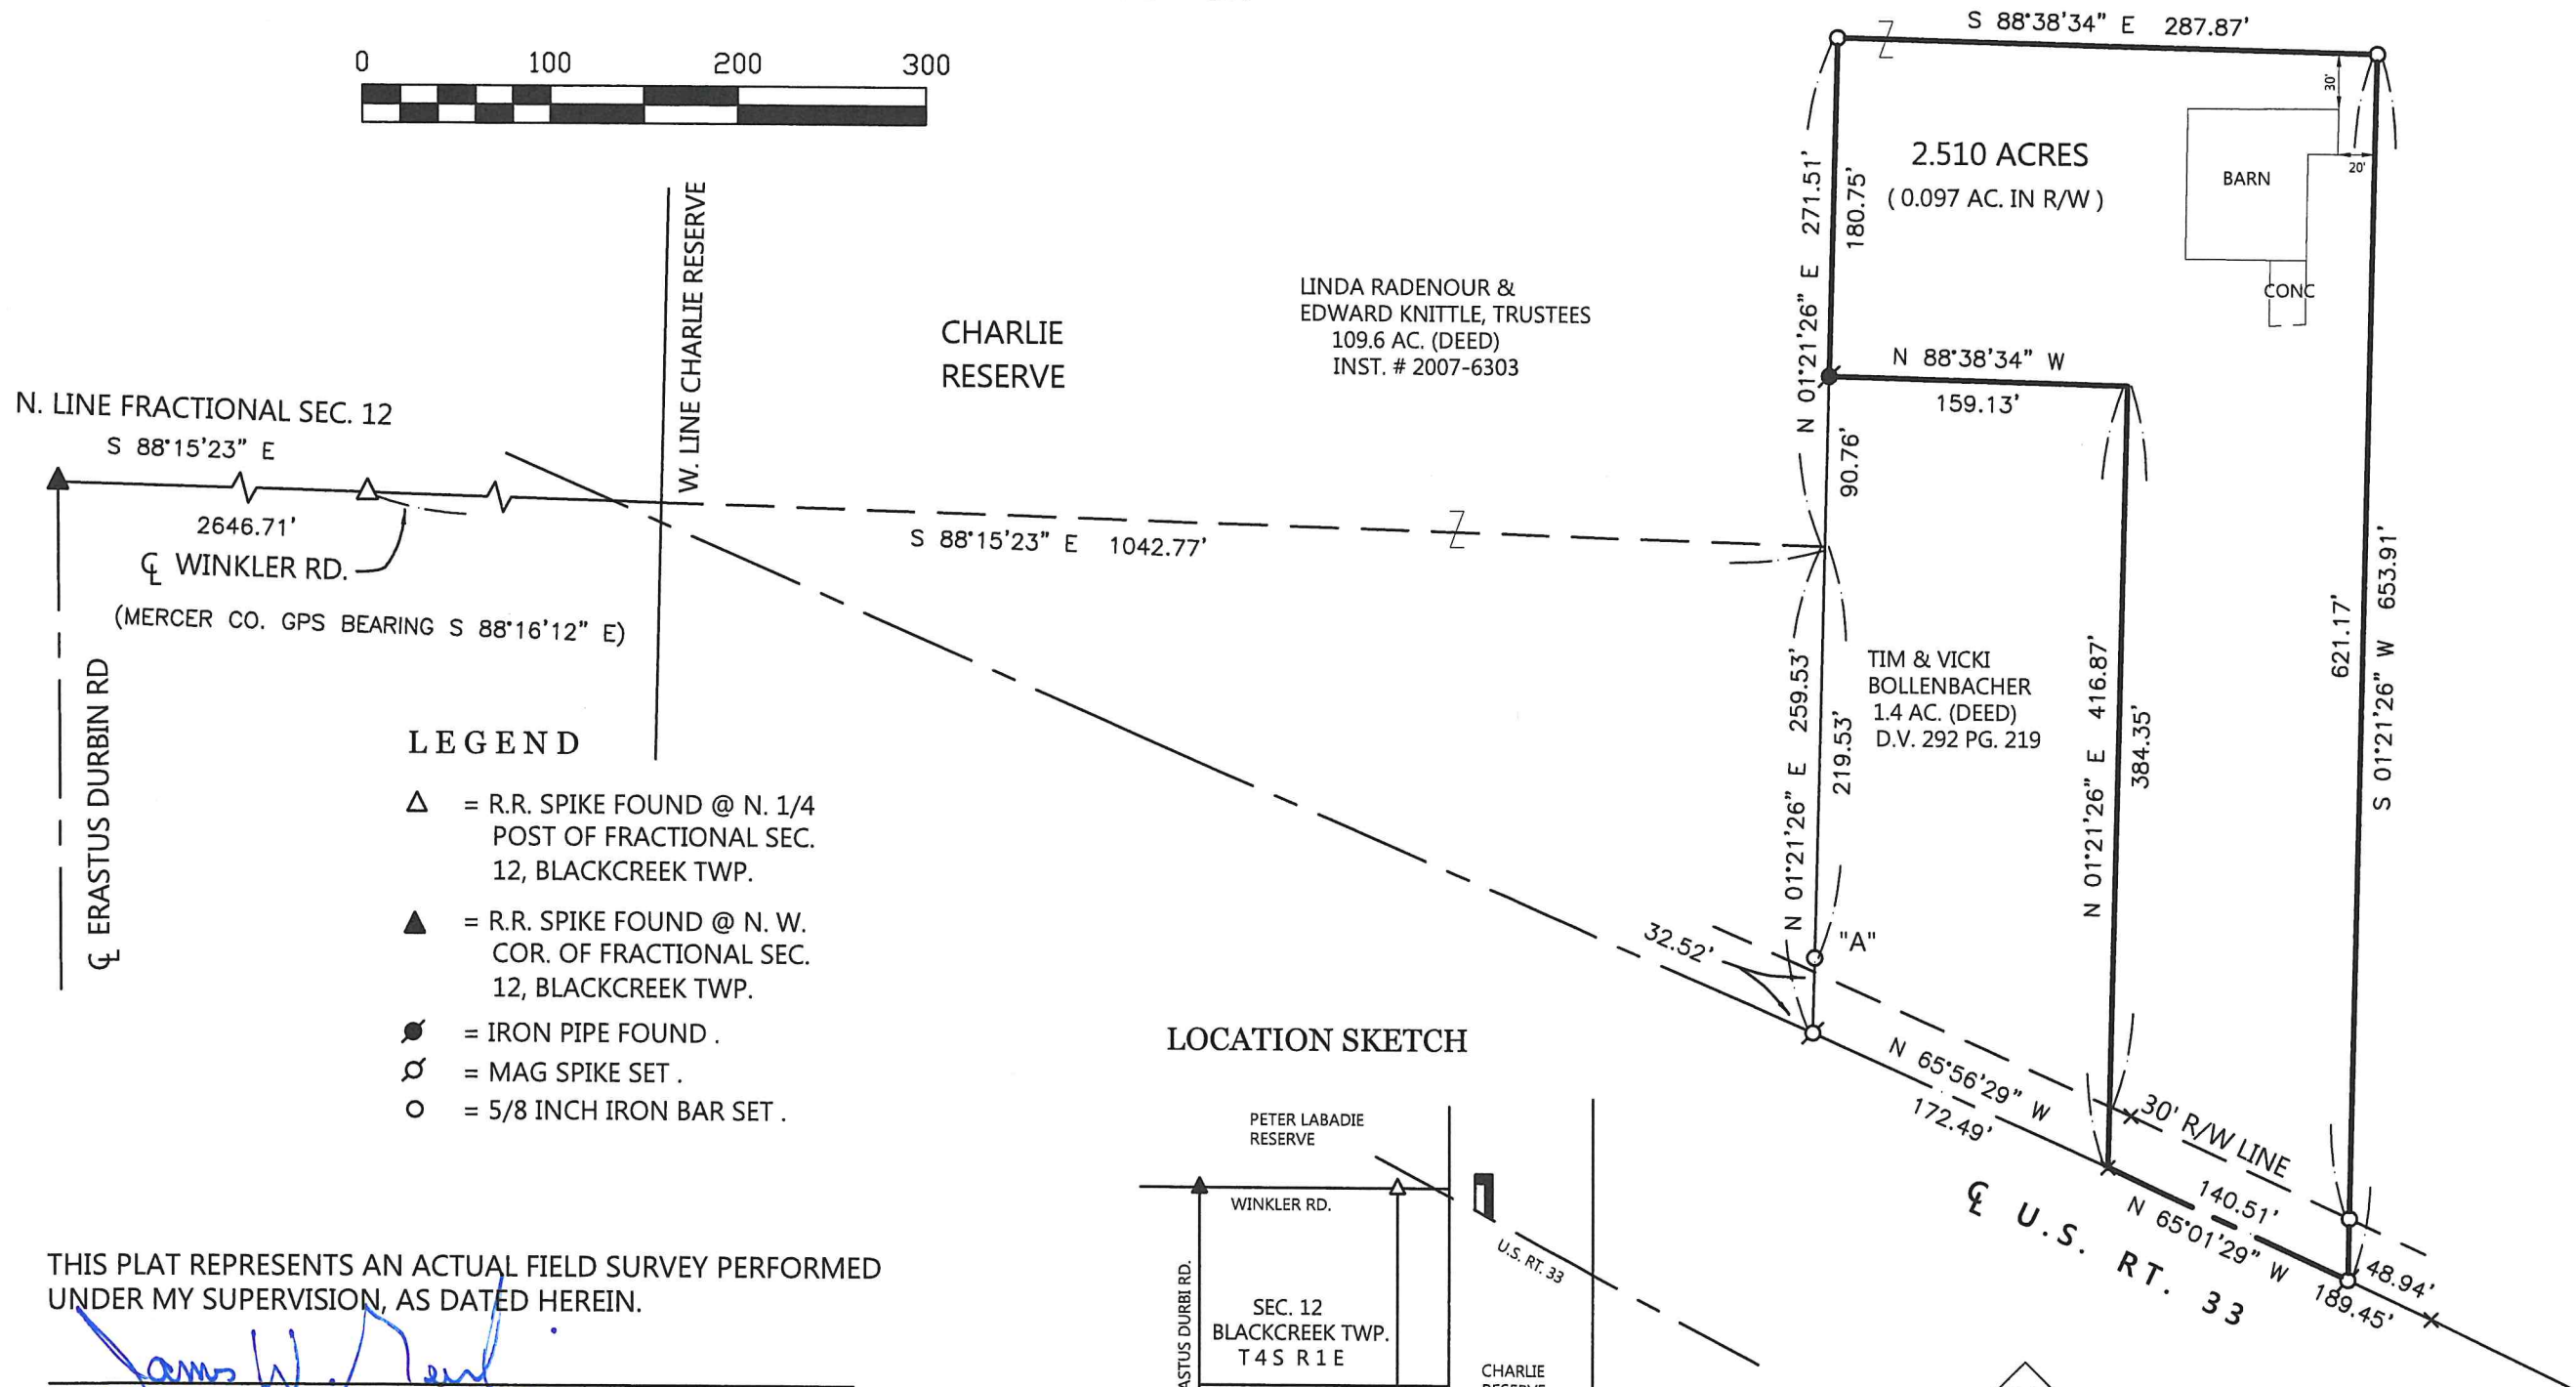 0 100 200 300
S 88°38'34" E 287.87'
30'
20'
2.510 ACRES
( 0.097 AC. IN R/W )
BARN
CONC
N 01°21'26" E 271.51'
180.75'
W. LINE CHARLIE RESERVE
CHARLIE
RESERVE
LINDA RADENOUR &
EDWARD KNITTLE, TRUSTEES
109.6 AC. (DEED)
INST. # 2007-6303
N 88°38'34" W
159.13'
90.76'
N. LINE FRACTIONAL SEC. 12
S 88°15'23" E
2646.71'
℄ WINKLER RD.
(MERCER CO. GPS BEARING S 88°16'12" E)
S 88°15'23" E 1042.77'
℄ ERASTUS DURBIN RD
N 01°21'26" E 259.53'
219.53'
TIM & VICKI
BOLLENBACHER
1.4 AC. (DEED)
D.V. 292 PG. 219
N 01°21'26" E 416.87'
384.35'
621.17'
S 01°21'26" W 653.91'
LEGEND
= R.R. SPIKE FOUND @ N. 1/4
POST OF FRACTIONAL SEC.
12, BLACKCREEK TWP.
= R.R. SPIKE FOUND @ N. W.
COR. OF FRACTIONAL SEC.
12, BLACKCREEK TWP.
= IRON PIPE FOUND .
= MAG SPIKE SET .
= 5/8 INCH IRON BAR SET .
32.52'
"A"
N 65°56'29" W
172.49'
30' R/W LINE
140.51'
N 65°01'29" W
48.94'
189.45'
℄ U.S. RT. 33
LOCATION SKETCH
PETER LABADIE
RESERVE
WINKLER RD.
U.S. RT. 33
ASTUS DURBI RD.
SEC. 12
BLACKCREEK TWP.
T 4 S R 1 E
CHARLIE
RESERVE
THIS PLAT REPRESENTS AN ACTUAL FIELD SURVEY PERFORMED
UNDER MY SUPERVISION, AS DATED HEREIN.
James W.